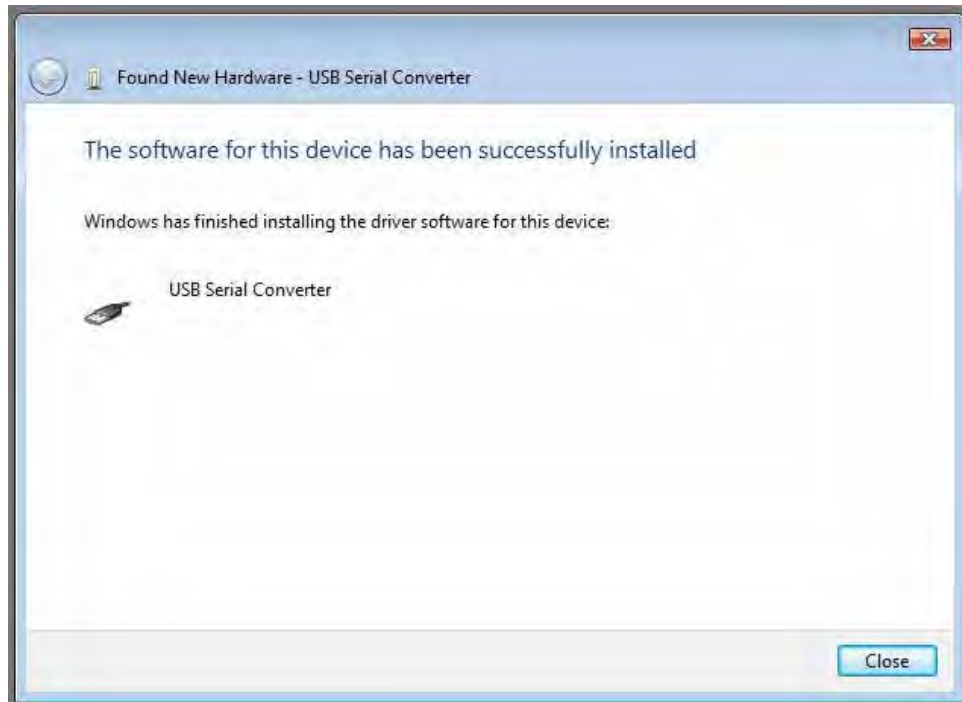 Found New Hardware - USB Serial Converter
The software for this device has been successfully installed
Windows has finished installing the driver software for this device:
USB Serial Converter
Close